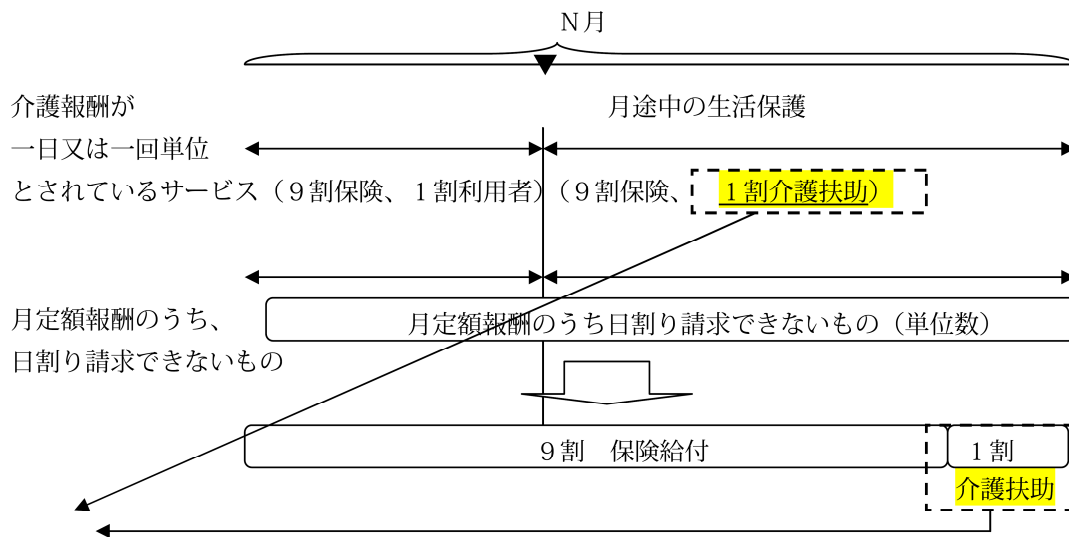 N月
介護報酬が
月途中の生活保護
一日又は一回単位
とされているサービス(9割保険、1割利用者)(9割保険、1割介護扶助)
月定額報酬のうち、
月定額報酬のうち日割り請求できないもの(単位数)
日割り請求できないもの
9割 保険給付
1割
介護扶助